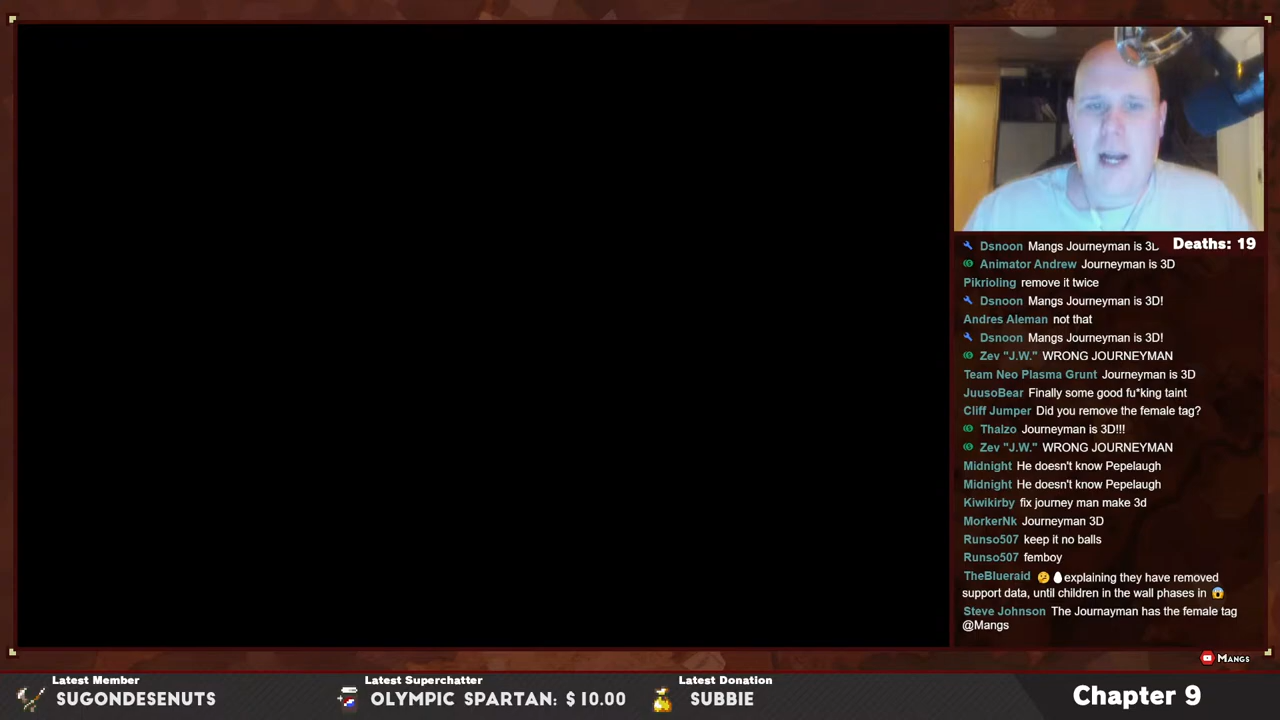 Deaths: 19
Dsnoon Mangs Journeyman is 3D
Animator Andrew Journeyman is 3D
Pikrioling remove it twice
Dsnoon Mangs Journeyman is 3D!
Andres Aleman not that
Dsnoon Mangs Journeyman is 3D!
Zev "J.W." WRONG JOURNEYMAN
Team Neo Plasma Grunt Journeyman is 3D
JuusoBear Finally some good fu*king taint
Cliff Jumper Did you remove the female tag?
Thalzo Journeyman is 3D!!!
Zev "J.W." WRONG JOURNEYMAN
Midnight He doesn't know Pepelaugh
Midnight He doesn't know Pepelaugh
Kiwikirby fix journey man make 3d
MorkerNk Journeyman 3D
Runso507 keep it no balls
Runso507 femboy
TheBlueraid 🤔🥚explaining they have removed
support data, until children in the wall phases in 😱
Steve Johnson The Journayman has the female tag
@Mangs
MANGS
Latest Member
SUGONDESENUTS
Latest Superchatter
OLYMPIC SPARTAN: $10.00
Latest Donation
SUBBIE
Chapter 9